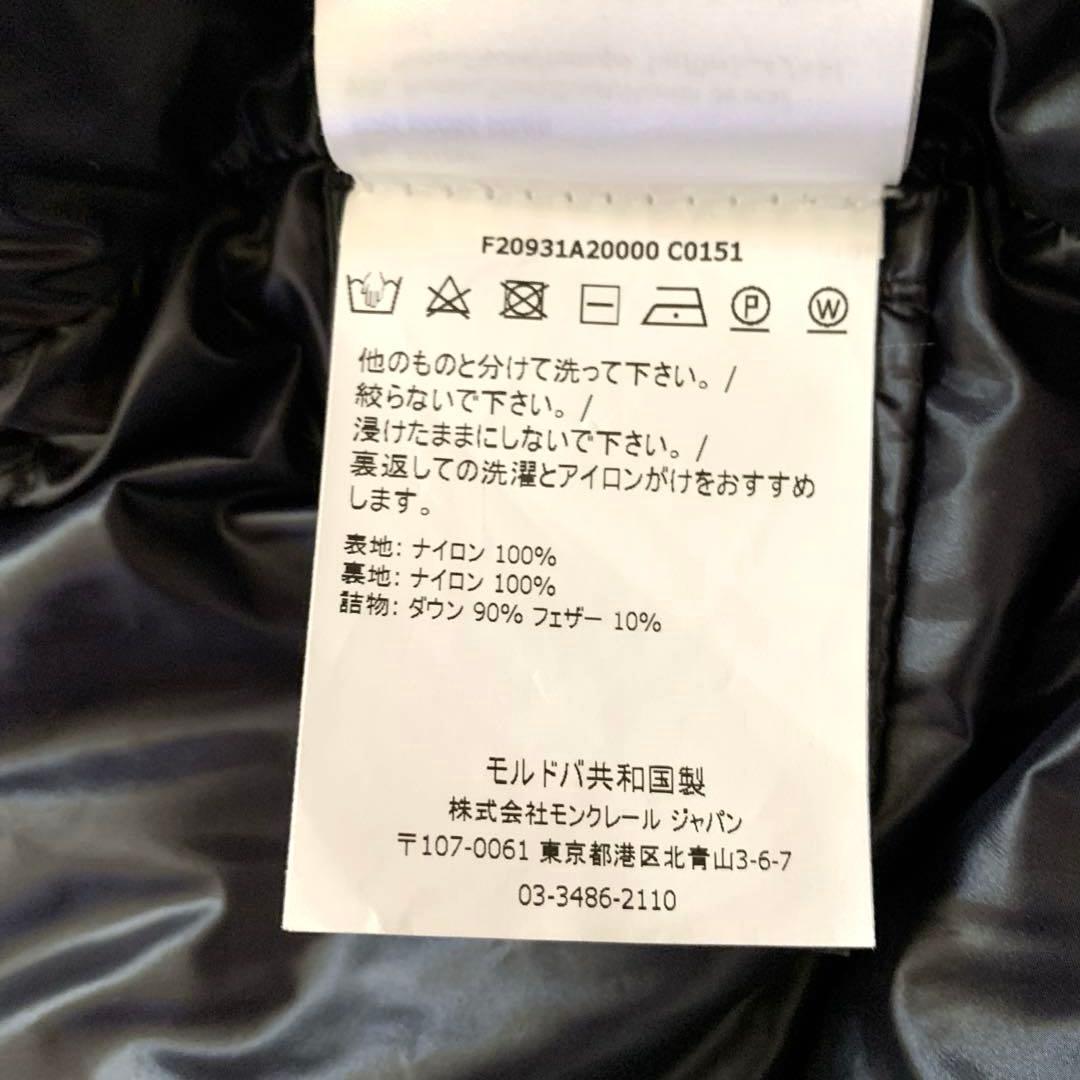 F20931A20000 C0151
P W
他のものと分けて洗って下さい。/
絞らないで下さい。/
浸けたままにしないで下さい。/
裏返しての洗濯とアイロンがけをおすすめ
します。
表地: ナイロン 100%
裏地: ナイロン 100%
詰物: ダウン 90% フェザー 10%
モルドバ共和国製
株式会社モンクレール ジャパン
〒107-0061 東京都港区北青山3-6-7
03-3486-2110